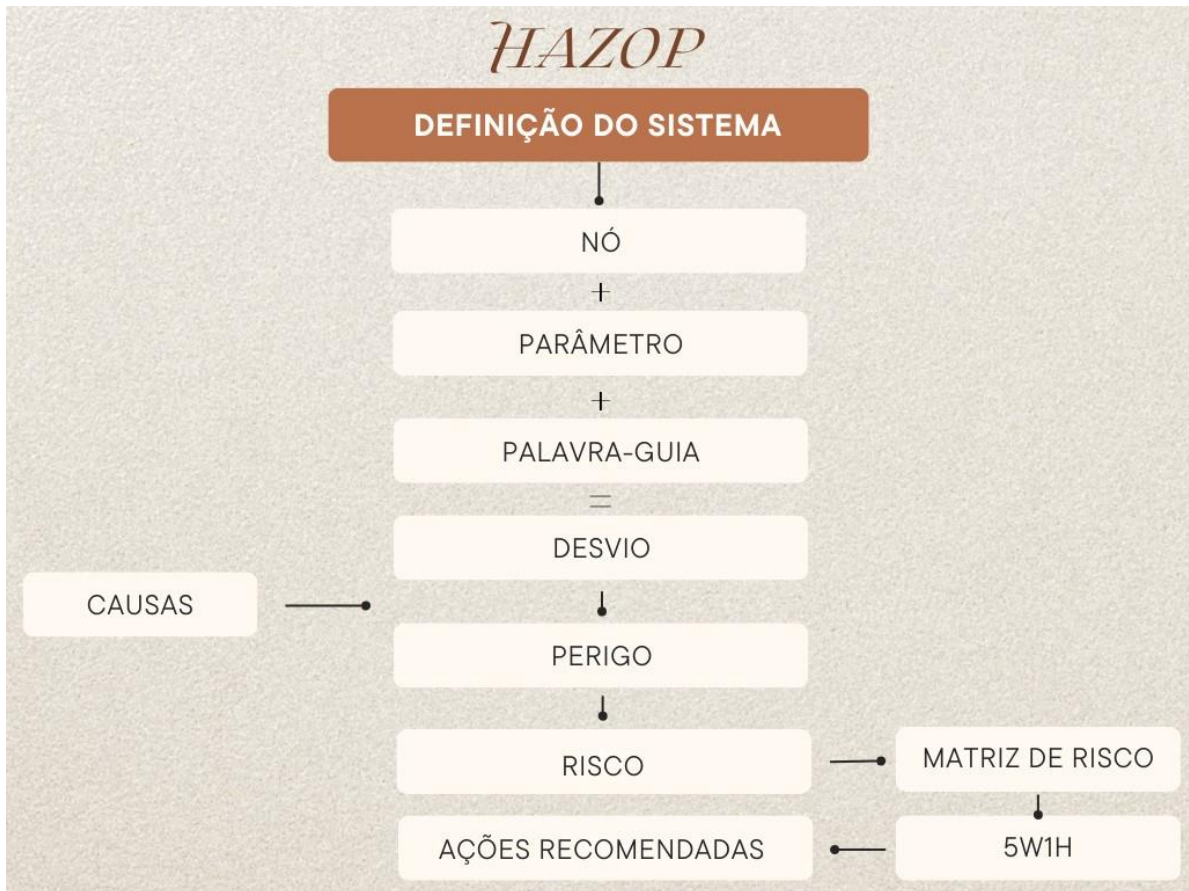 HAZOP
DEFINIÇÃO DO SISTEMA
NÓ
+
PARÂMETRO
+
PALAVRA-GUIA
=
DESVIO
CAUSAS
PERIGO
RISCO
MATRIZ DE RISCO
AÇÕES RECOMENDADAS
5W1H